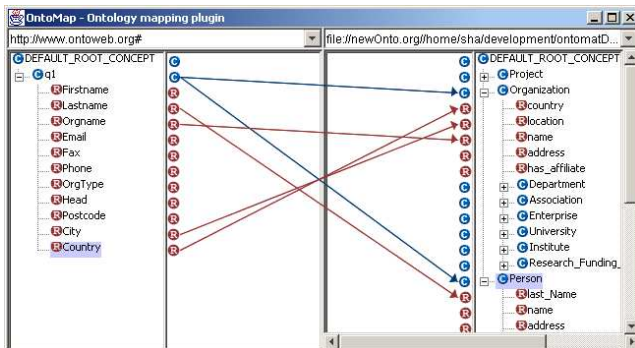 OntoMap - Ontology mapping plugin
http://www.ontoweb.org#
file://newOnto.org//home/sha/development/ontomatD...
DEFAULT_ROOT_CONCEPT
q1
Firstname
Lastname
Orgname
Email
Fax
Phone
OrgType
Head
Postcode
City
Country
DEFAULT_ROOT_CONCEPT
Project
Organization
country
location
name
address
has_affiliate
Department
Association
Enterprise
University
Institute
Research_Funding_
Person
last_Name
name
address